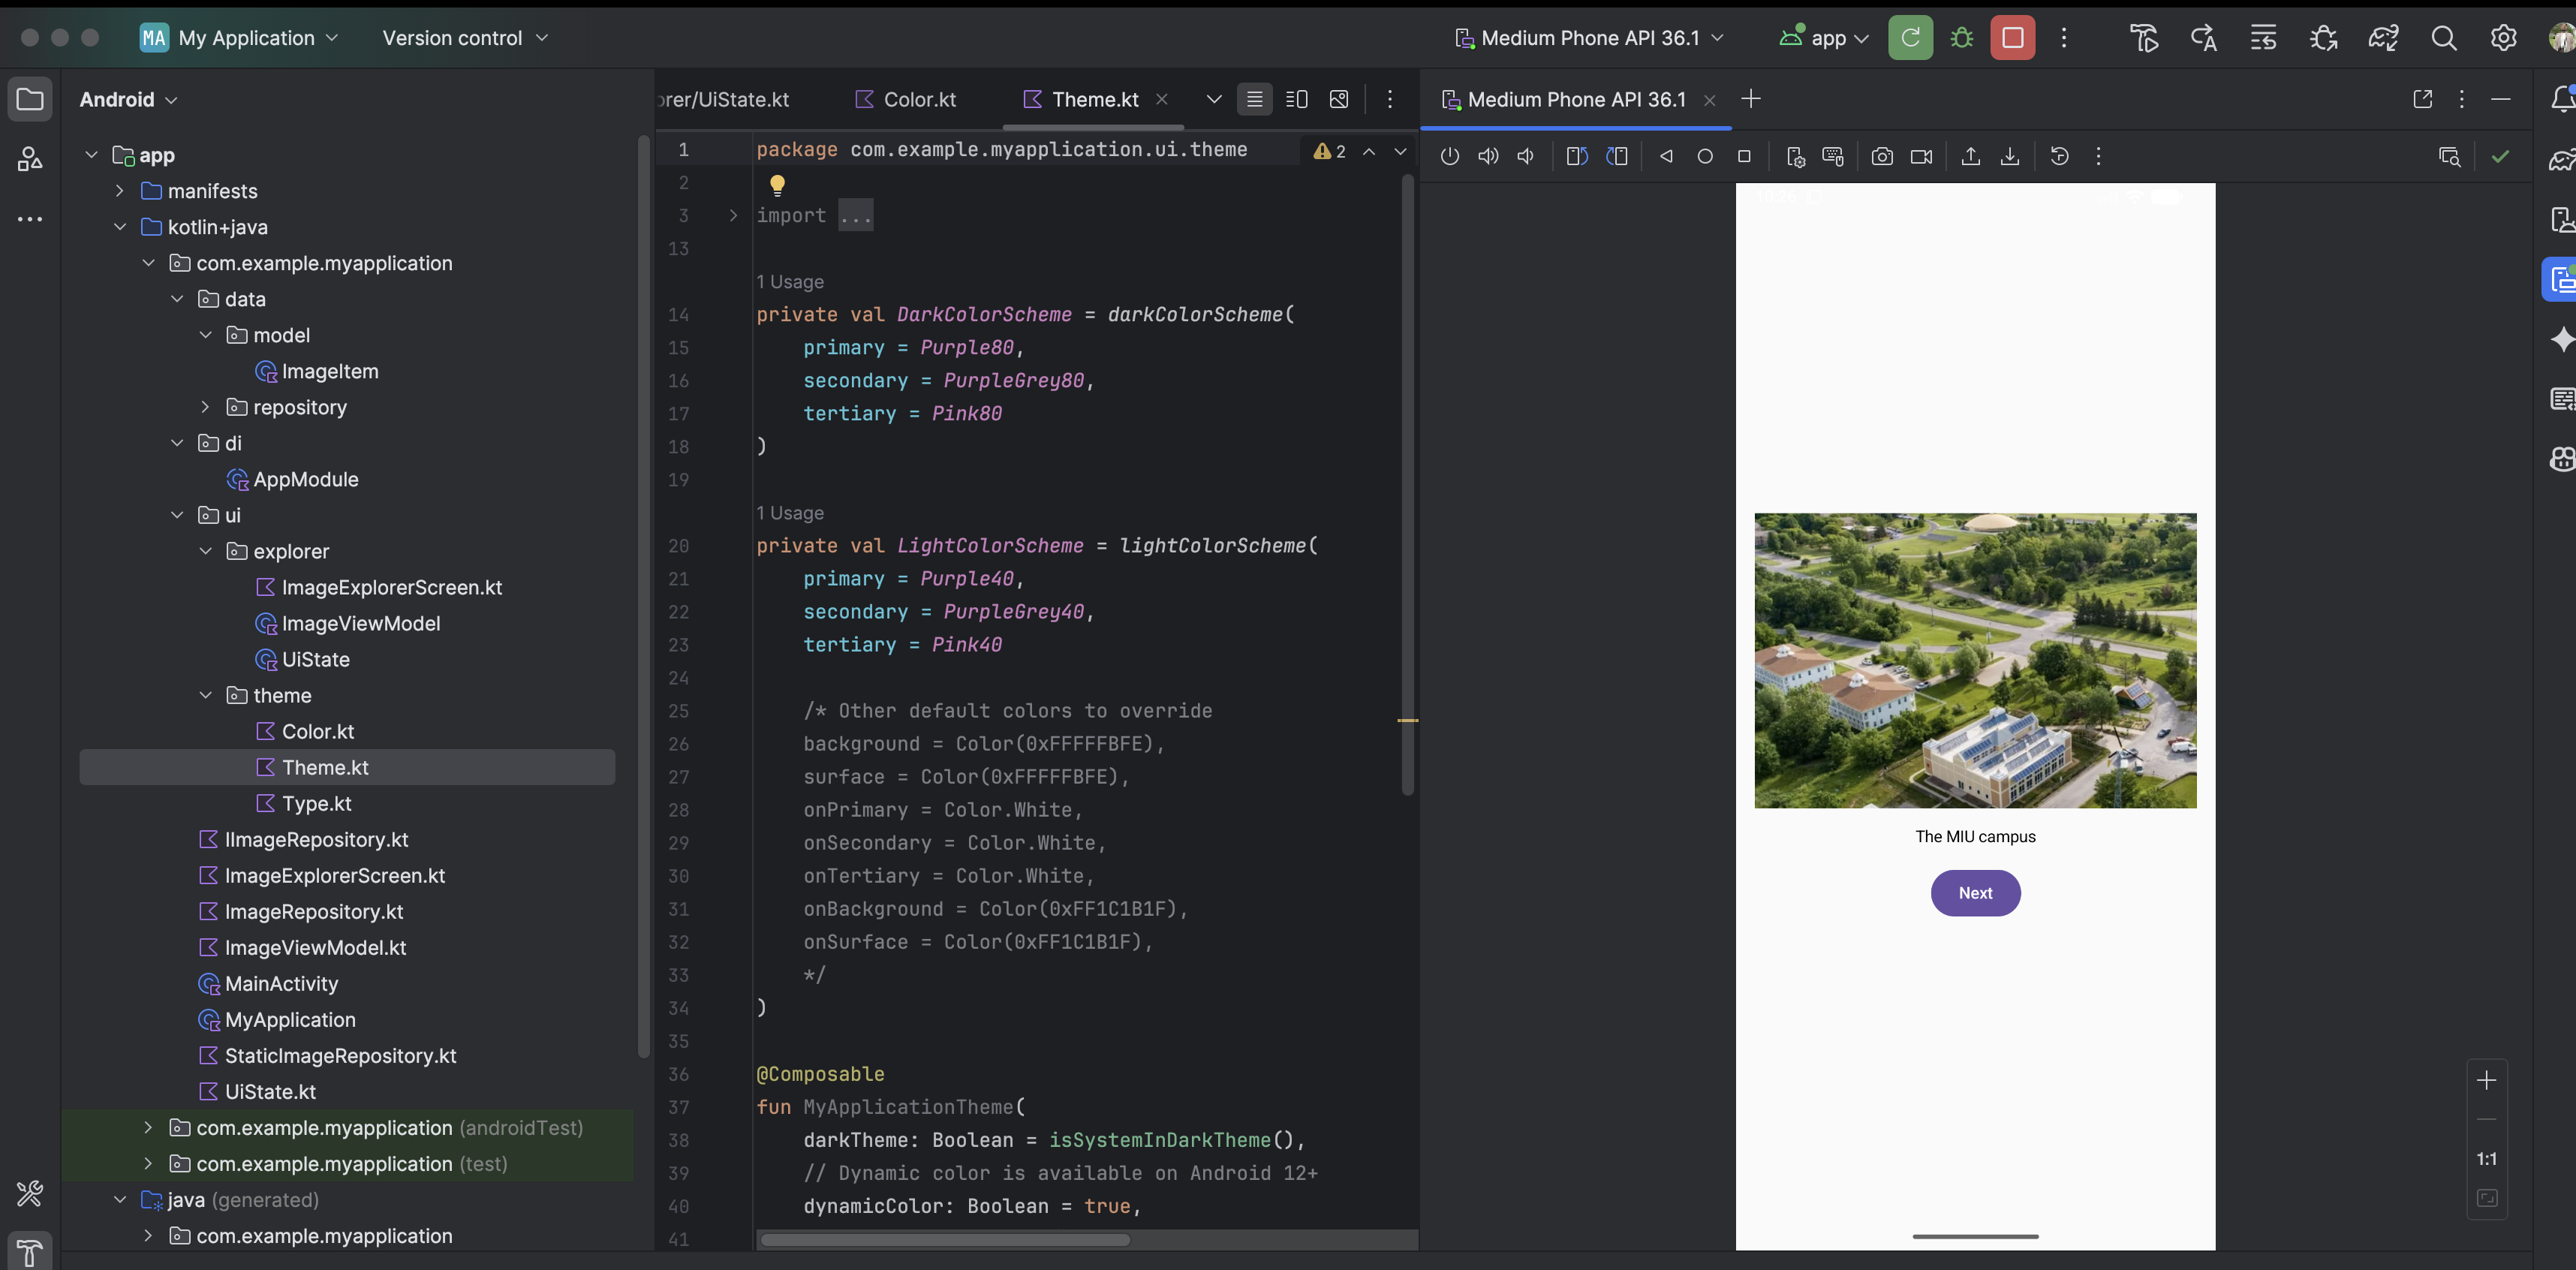 MA My Application Version control Medium Phone API 36.1 app
Android
app
manifests
kotlin+java
com.example.myapplication
data
model
ImageItem
repository
di
AppModule
ui
explorer
ImageExplorerScreen.kt
ImageViewModel
UiState
theme
Color.kt
Theme.kt
Type.kt
IImageRepository.kt
ImageExplorerScreen.kt
ImageRepository.kt
ImageViewModel.kt
MainActivity
MyApplication
StaticImageRepository.kt
UiState.kt
com.example.myapplication (androidTest)
com.example.myapplication (test)
java (generated)
com.example.myapplication
orer/UiState.kt Color.kt Theme.kt
1 package com.example.myapplication.ui.theme 2
2
3 import ...
13
1 Usage
14 private val DarkColorScheme = darkColorScheme(
15 primary = Purple80,
16 secondary = PurpleGrey80,
17 tertiary = Pink80
18 )
19
1 Usage
20 private val LightColorScheme = lightColorScheme(
21 primary = Purple40,
22 secondary = PurpleGrey40,
23 tertiary = Pink40
24
25 /* Other default colors to override
26 background = Color(0xFFFFFBFE),
27 surface = Color(0xFFFFFBFE),
28 onPrimary = Color.White,
29 onSecondary = Color.White,
30 onTertiary = Color.White,
31 onBackground = Color(0xFF1C1B1F),
32 onSurface = Color(0xFF1C1B1F),
33 */
34 )
35
36 @Composable
37 fun MyApplicationTheme(
38 darkTheme: Boolean = isSystemInDarkTheme(),
39 // Dynamic color is available on Android 12+
40 dynamicColor: Boolean = true,
41
Medium Phone API 36.1
The MIU campus
Next
1:1